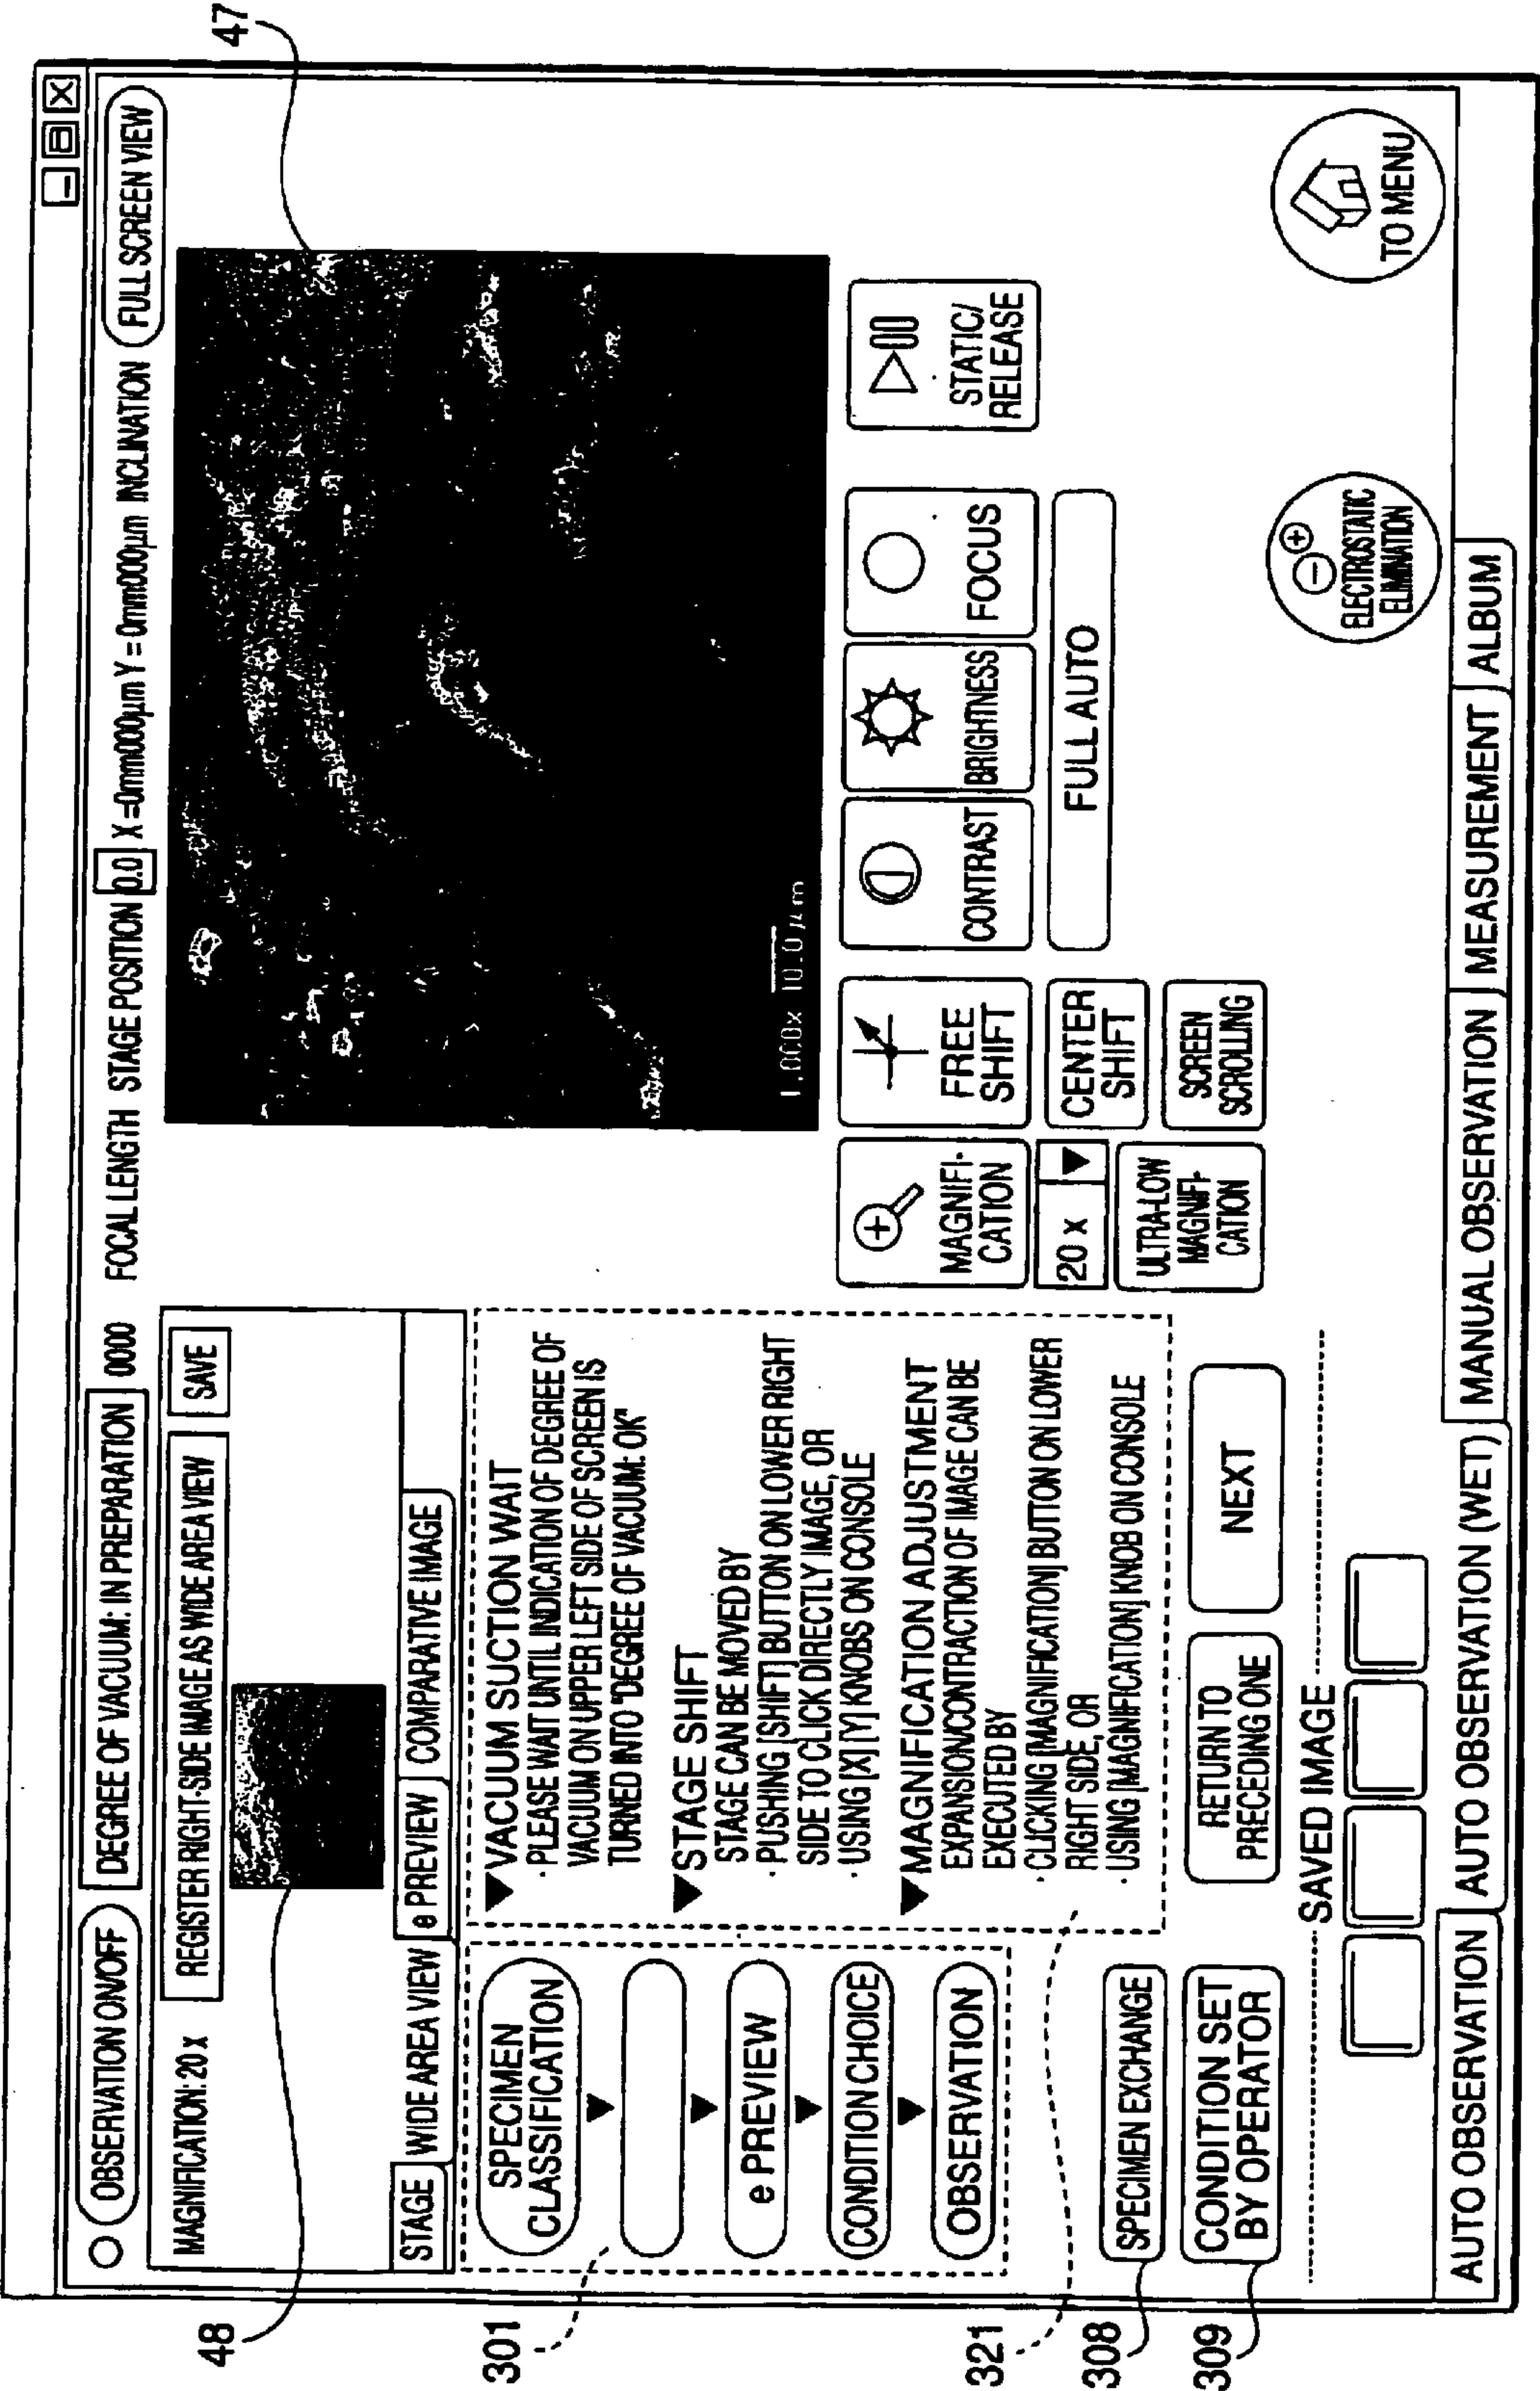 OBSERVATION ON/OFF
DEGREE OF VACUUM: IN PREPARATION
0000
FOCAL LENGTH STAGE POSITION 0.0 X=0mm000μm Y=0mm000μm INCLINATION
FULL SCREEN VIEW
MAGNIFICATION: 20 x
REGISTER RIGHT-SIDE IMAGE AS WIDE AREA VIEW
SAVE
48
47
STAGE
WIDE AREA VIEW
e PREVIEW
COMPARATIVE IMAGE
301
SPECIMEN
CLASSIFICATION
e PREVIEW
CONDITION CHOICE
OBSERVATION
▼VACUUM SUCTION WAIT
· PLEASE WAIT UNTIL INDICATION OF DEGREE OF
VACUUM ON UPPER LEFT SIDE OF SCREEN IS
TURNED INTO "DEGREE OF VACUUM: OK"
▼STAGE SHIFT
STAGE CAN BE MOVED BY
· PUSHING [SHIFT] BUTTON ON LOWER RIGHT
SIDE TO CLICK DIRECTLY IMAGE, OR
· USING [X] [Y] KNOBS ON CONSOLE
▼MAGNIFICATION ADJUSTMENT
EXPANSION/CONTRACTION OF IMAGE CAN BE
EXECUTED BY
· CLICKING [MAGNIFICATION] BUTTON ON LOWER
RIGHT SIDE, OR
· USING [MAGNIFICATION] KNOB ON CONSOLE
321
308
SPECIMEN EXCHANGE
309
CONDITION SET
BY OPERATOR
RETURN TO
PRECEDING ONE
NEXT
SAVED IMAGE
1,000x 10.0 μm
MAGNIFI-
CATION
20 x ▼
ULTRA-LOW
MAGNIFI-
CATION
FREE
SHIFT
CENTER
SHIFT
SCREEN
SCROLLING
CONTRAST
BRIGHTNESS
FOCUS
FULL AUTO
STATIC/
RELEASE
ELECTROSTATIC
ELIMINATION
TO MENU
AUTO OBSERVATION
AUTO OBSERVATION (WET)
MANUAL OBSERVATION
MEASUREMENT
ALBUM